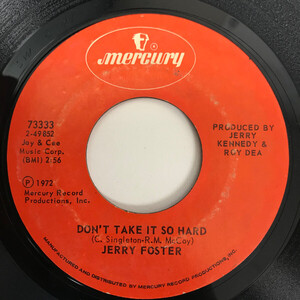 mercury
73333
2-49852
Joy & Cee
Music Corp.
(BMI) 2:56
PRODUCED BY
JERRY
KENNEDY &
ROY DEA
Ⓟ 1972
Mercury Record
Productions, Inc.
DON'T TAKE IT SO HARD
(C. Singleton-R.M. McCoy)
JERRY FOSTER
MANUFACTURED AND DISTRIBUTED BY MERCURY RECORD PRODUCTIONS, INC.